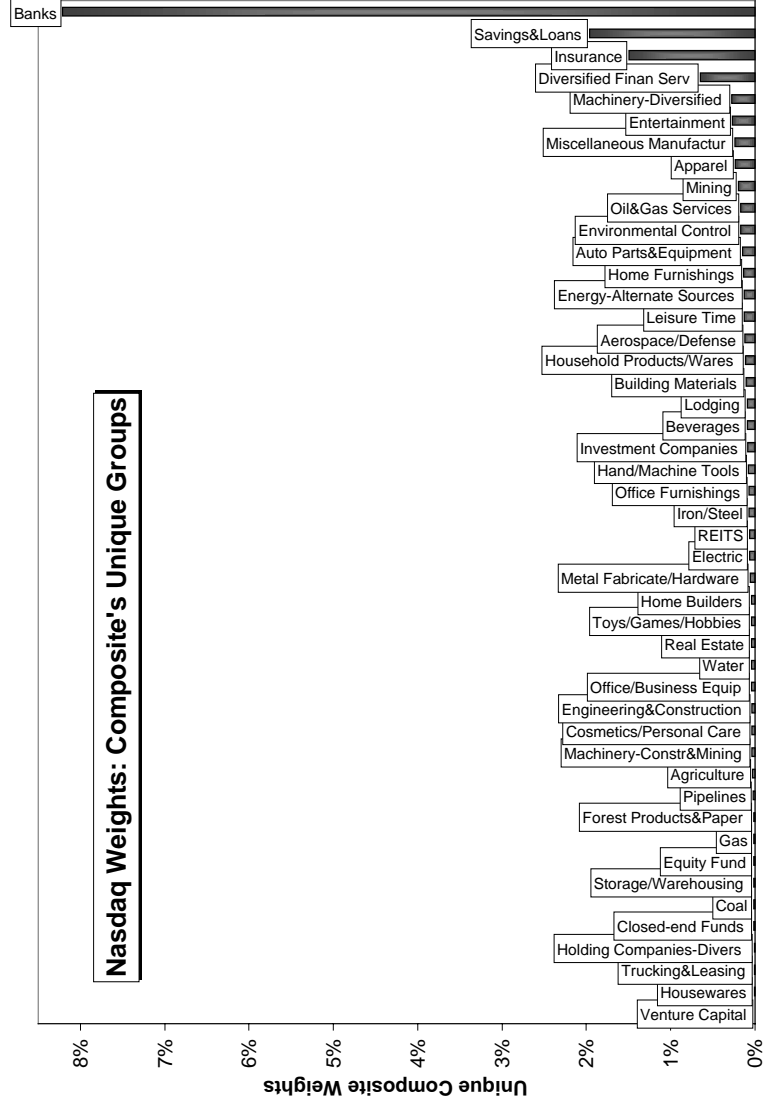 Nasdaq Weights: Composite's Unique Groups
Unique Composite Weights
8%
7%
6%
5%
4%
3%
2%
1%
0%
Banks
Savings&Loans
Insurance
Diversified Finan Serv
Machinery-Diversified
Entertainment
Miscellaneous Manufactur
Apparel
Mining
Oil&Gas Services
Environmental Control
Auto Parts&Equipment
Home Furnishings
Energy-Alternate Sources
Leisure Time
Aerospace/Defense
Household Products/Wares
Building Materials
Lodging
Beverages
Investment Companies
Hand/Machine Tools
Office Furnishings
Iron/Steel
REITS
Electric
Metal Fabricate/Hardware
Home Builders
Toys/Games/Hobbies
Real Estate
Water
Office/Business Equip
Engineering&Construction
Cosmetics/Personal Care
Machinery-Constr&Mining
Agriculture
Pipelines
Forest Products&Paper
Gas
Equity Fund
Storage/Warehousing
Coal
Closed-end Funds
Holding Companies-Divers
Trucking&Leasing
Housewares
Venture Capital